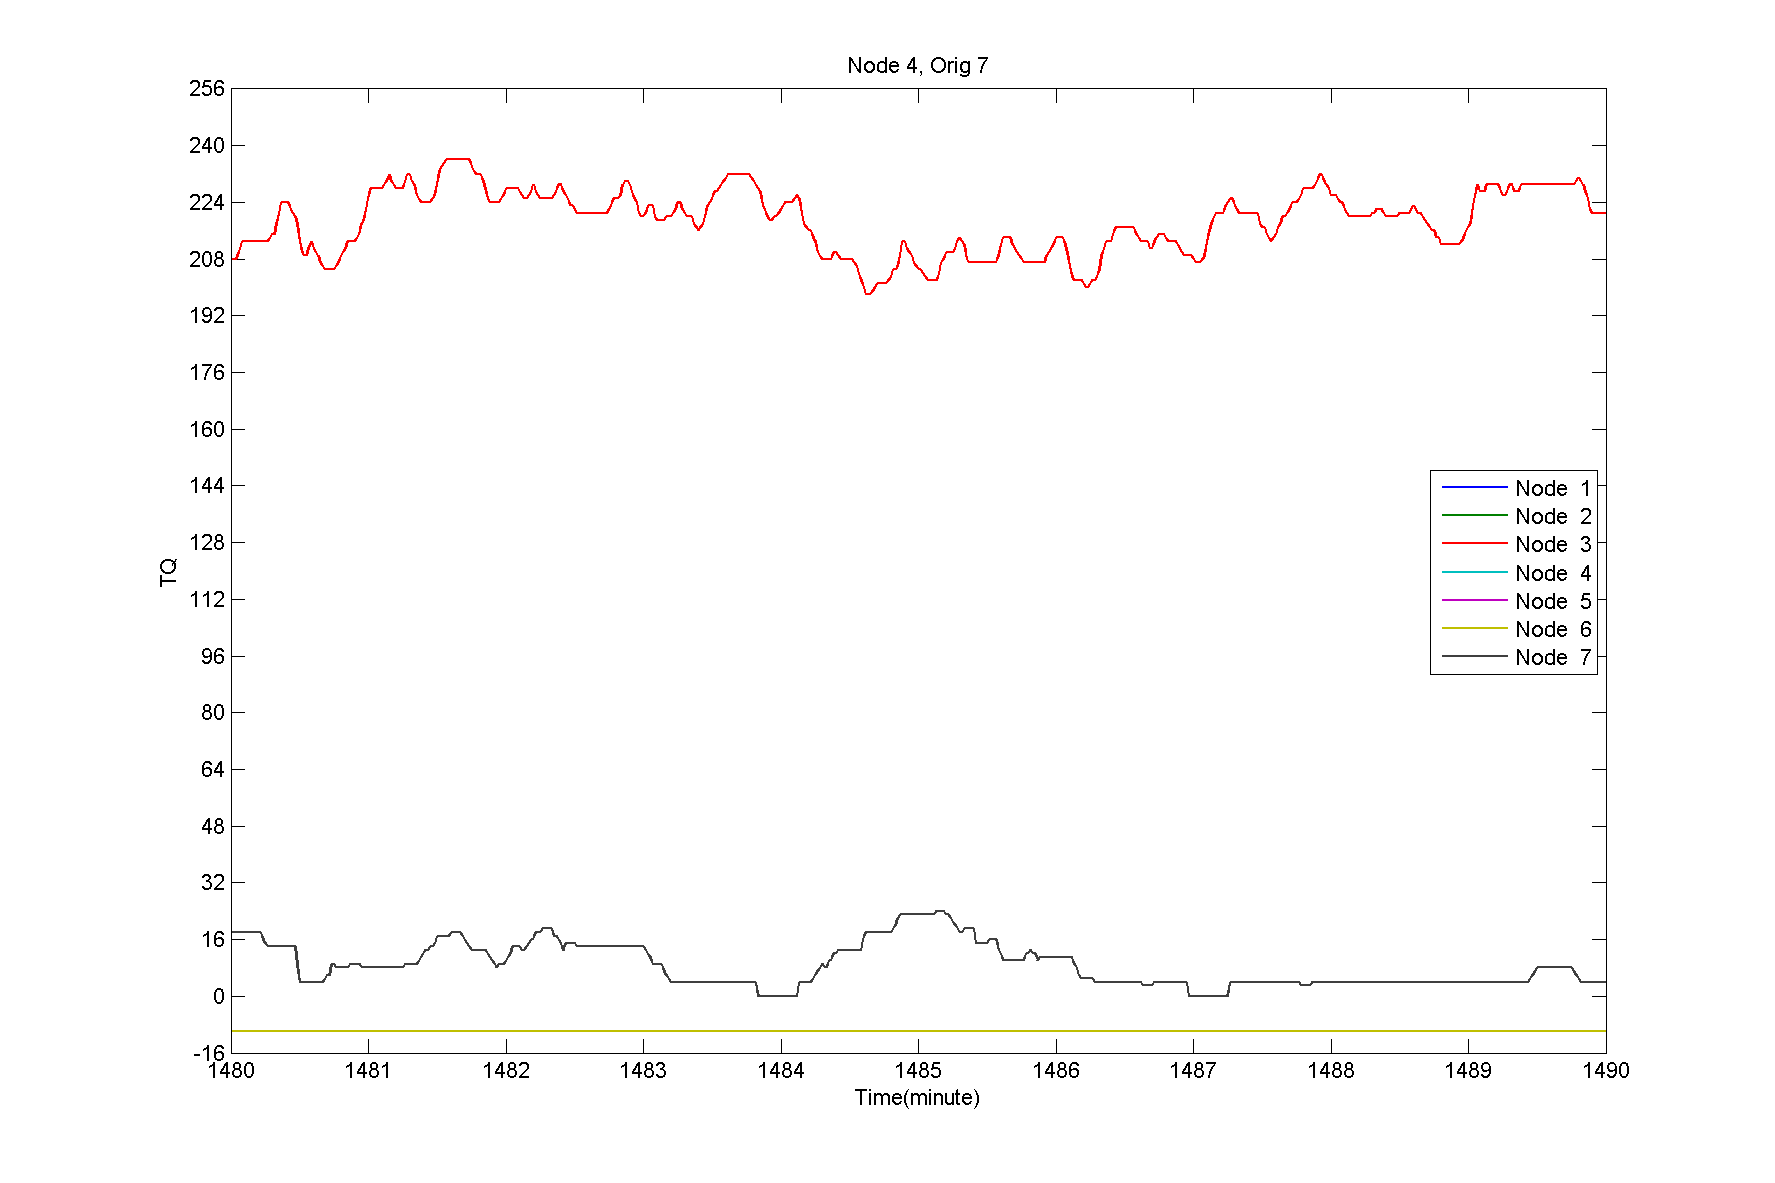 Node 4, Orig 7
256
240
224
208
192
176
160
144
128
112
96
80
64
48
32
16
0
-16
TQ
Node 1
Node 2
Node 3
Node 4
Node 5
Node 6
Node 7
1480 1481 1482 1483 1484 1485 1486 1487 1488 1489 1490
Time(minute)